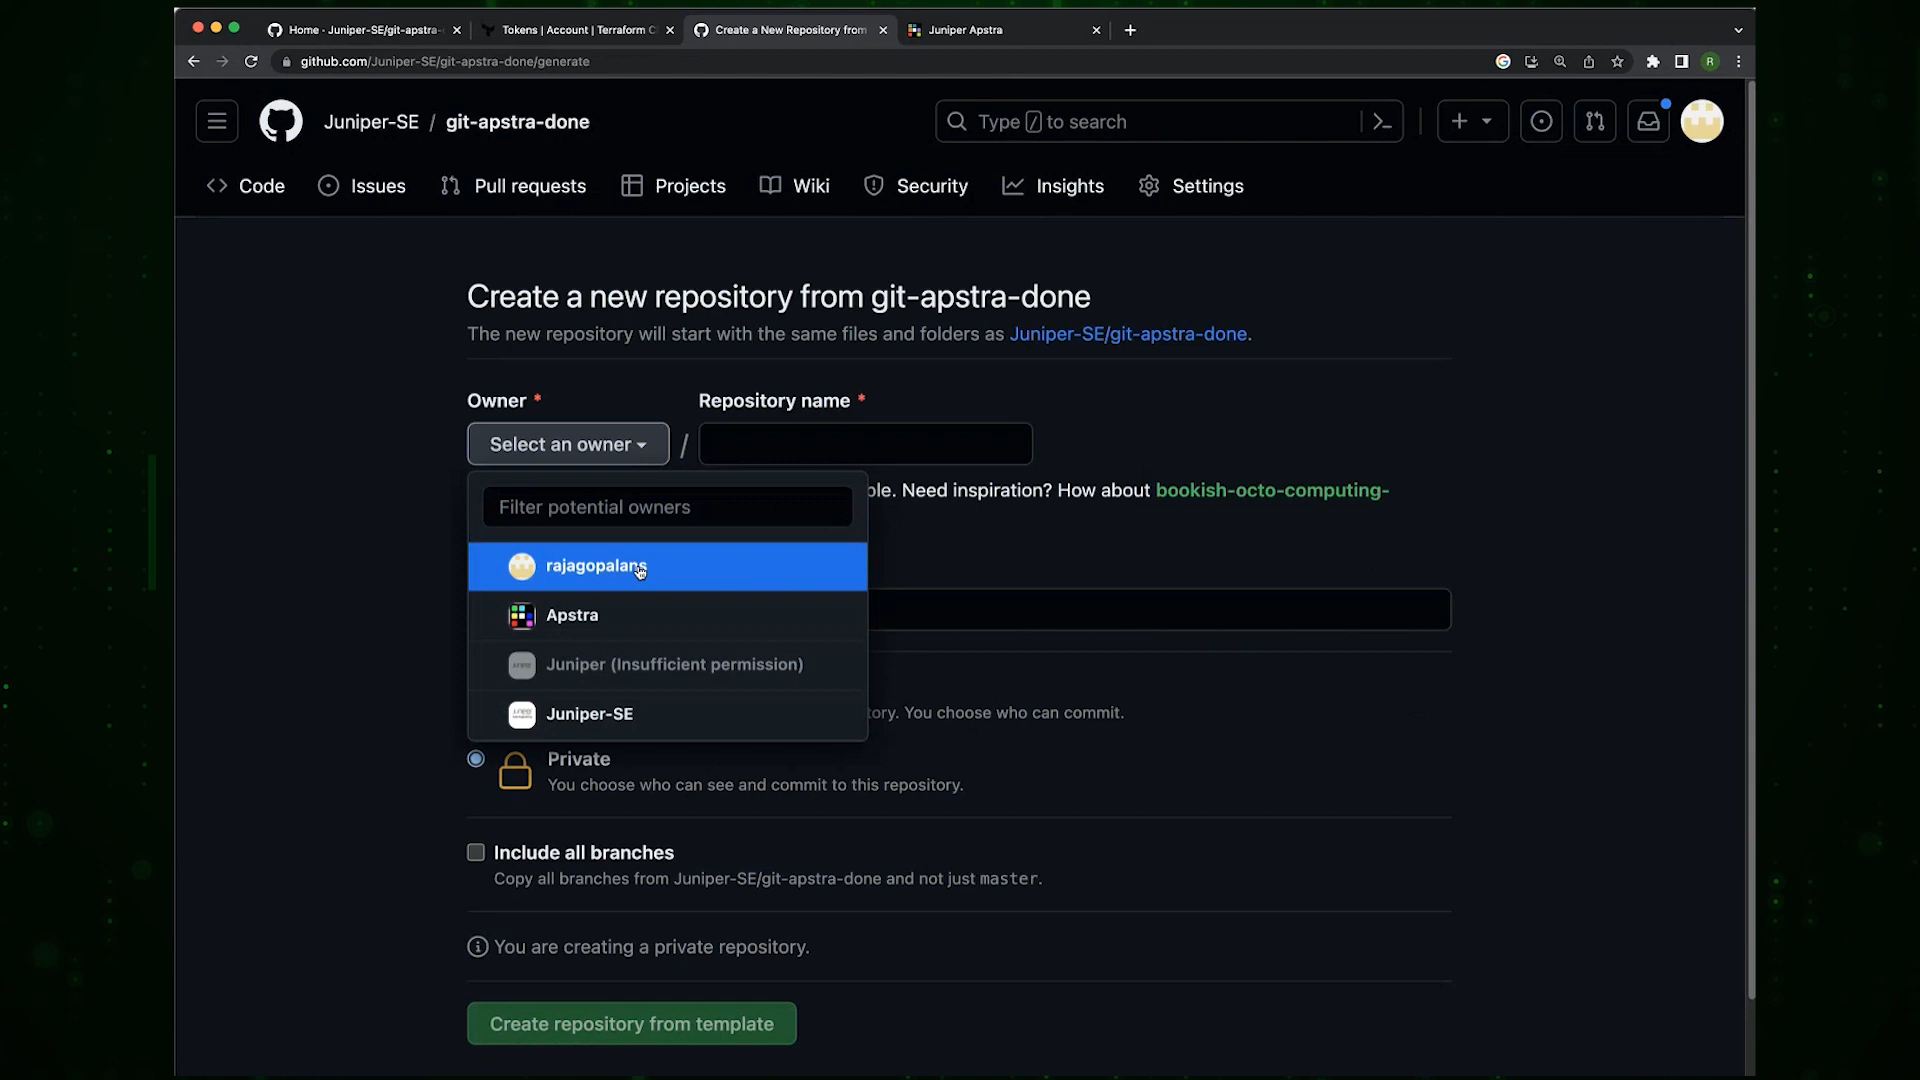 Home - Juniper-SE/git-apstra-
Tokens | Account | Terraform C
Create a New Repository from
Juniper Apstra
github.com/Juniper-SE/git-apstra-done/generate
R
Juniper-SE / git-apstra-done
Type / to search
Code
Issues
Pull requests
Projects
Wiki
Security
Insights
Settings
Create a new repository from git-apstra-done
The new repository will start with the same files and folders as Juniper-SE/git-apstra-done.
Owner *
Repository name *
Select an owner
/
ble. Need inspiration? How about bookish-octo-computing-
Filter potential owners
rajagopalans
Apstra
Juniper (Insufficient permission)
Juniper-SE
tory. You choose who can commit.
Private
You choose who can see and commit to this repository.
Include all branches
Copy all branches from Juniper-SE/git-apstra-done and not just master.
You are creating a private repository.
Create repository from template